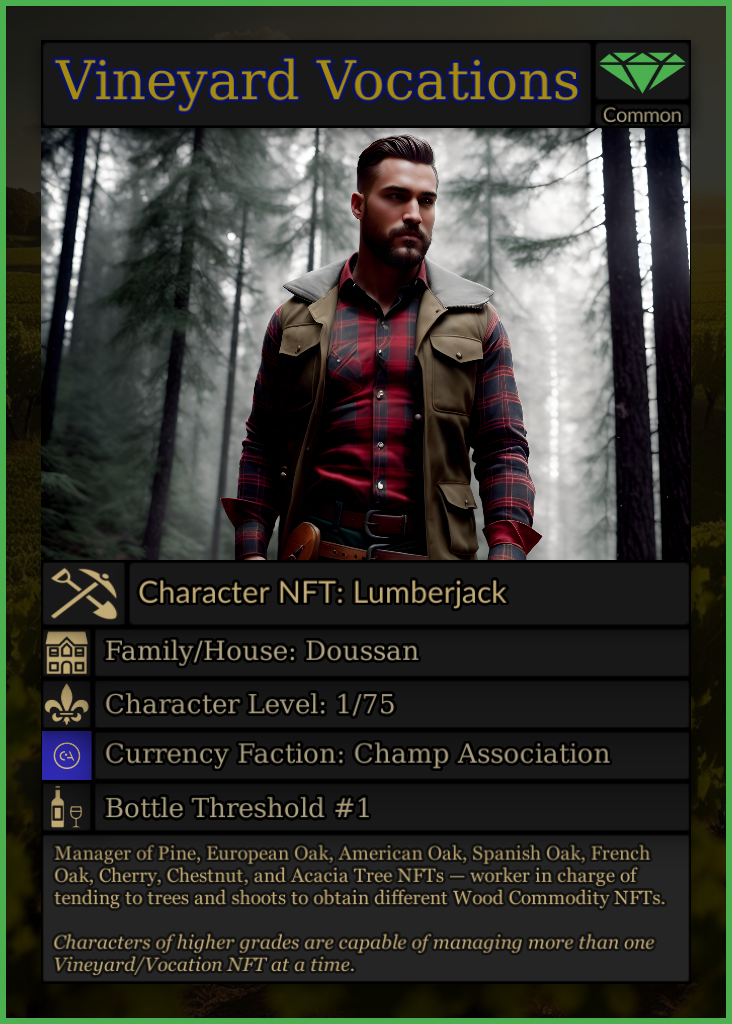 Vineyard Vocations
Common
Character NFT: Lumberjack
Family/House: Doussan
Character Level: 1/75
CA
Currency Faction: Champ Association
Bottle Threshold #1
Manager of Pine, European Oak, American Oak, Spanish Oak, French
Oak, Cherry, Chestnut, and Acacia Tree NFTs — worker in charge of
tending to trees and shoots to obtain different Wood Commodity NFTs.
Characters of higher grades are capable of managing more than one
Vineyard/Vocation NFT at a time.